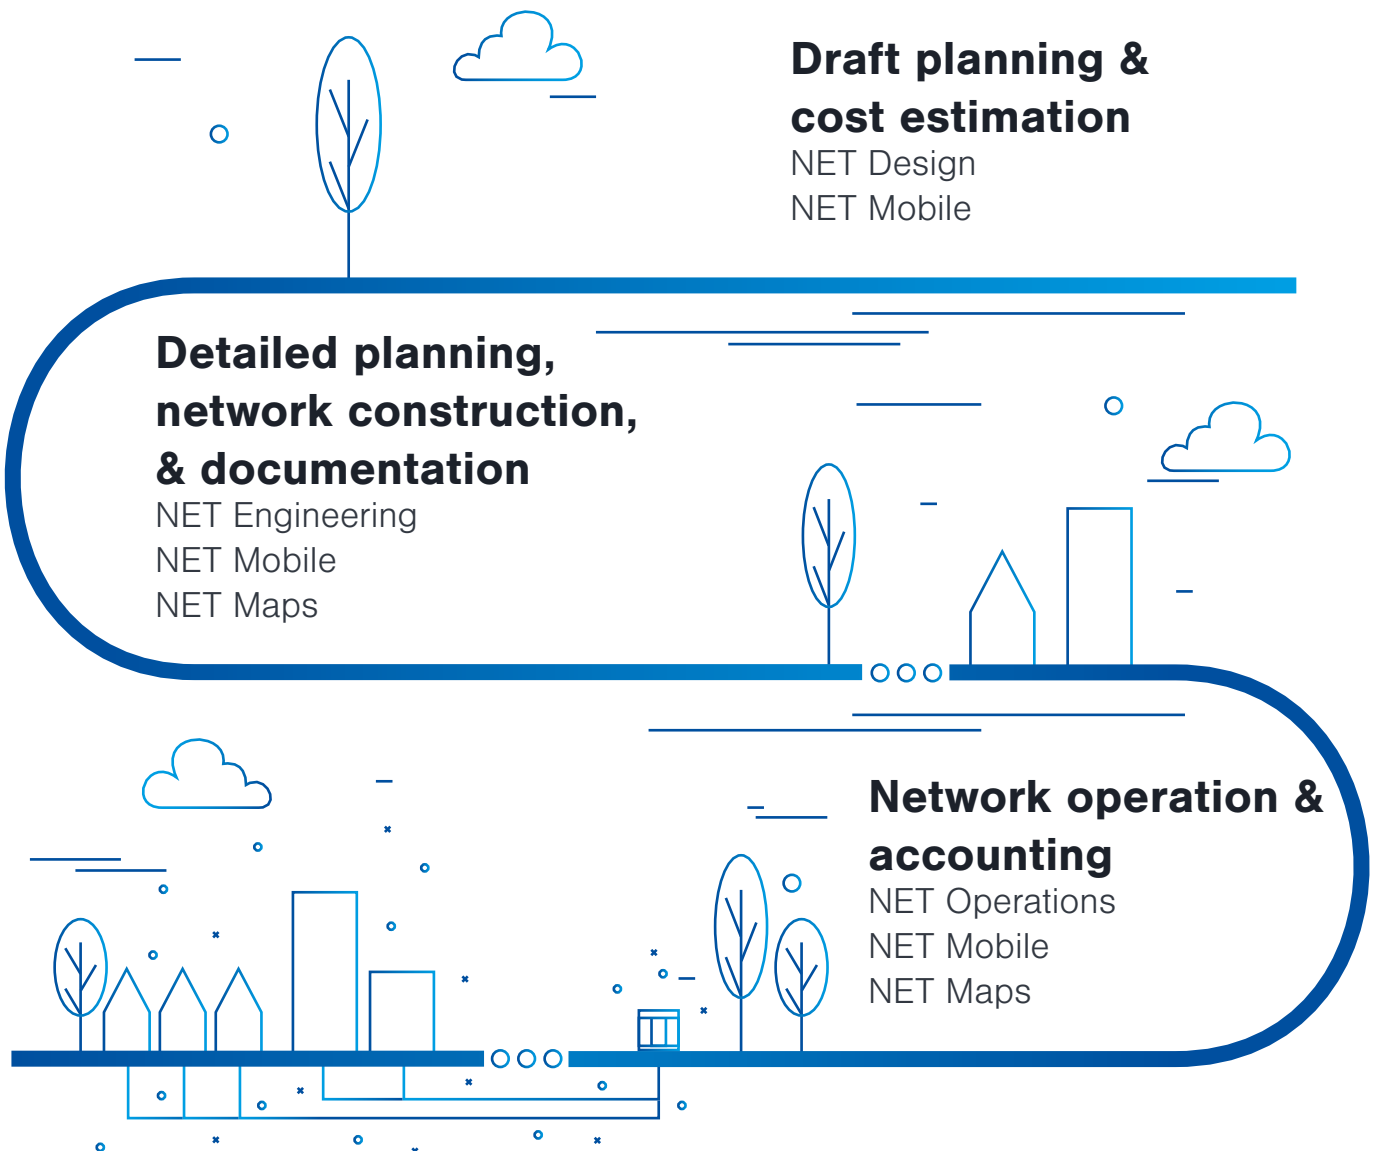 Draft planning &
cost estimation
NET Design
NET Mobile
Detailed planning,
network construction,
& documentation
NET Engineering
NET Mobile
NET Maps
Network operation &
accounting
NET Operations
NET Mobile
NET Maps